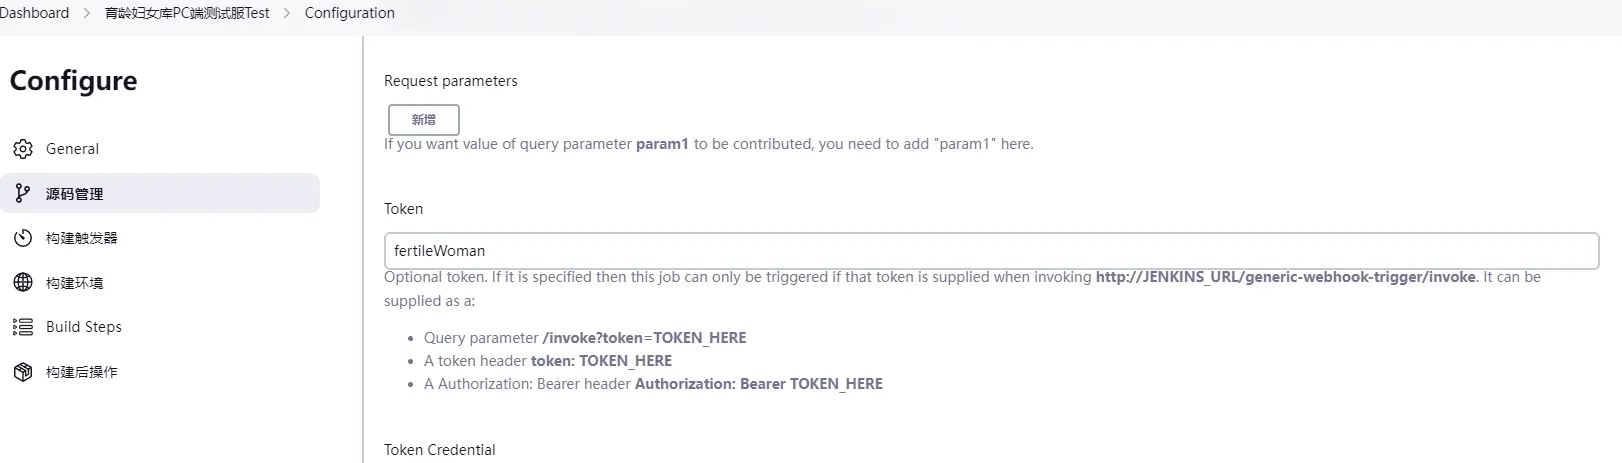 Dashboard > 育龄妇女库PC端测试服Test > Configuration
Configure
General
源码管理
构建触发器
构建环境
Build Steps
构建后操作
Request parameters
新增
If you want value of query parameter param1 to be contributed, you need to add "param1" here.
Token
fertileWoman
Optional token. If it is specified then this job can only be triggered if that token is supplied when invoking http://JENKINS_URL/generic-webhook-trigger/invoke. It can be
supplied as a:
• Query parameter /invoke?token=TOKEN_HERE
• A token header token: TOKEN_HERE
• A Authorization: Bearer header Authorization: Bearer TOKEN_HERE
Token Credential